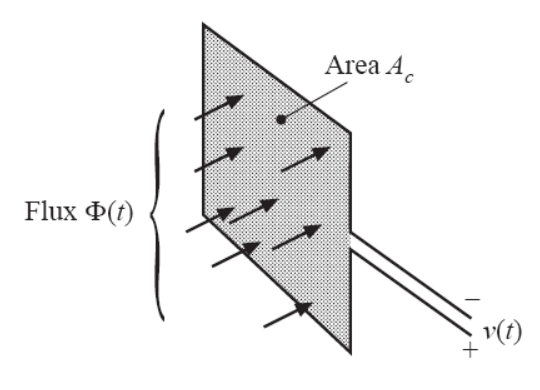 Area A_c
Flux Φ(t)
−
v(t)
+